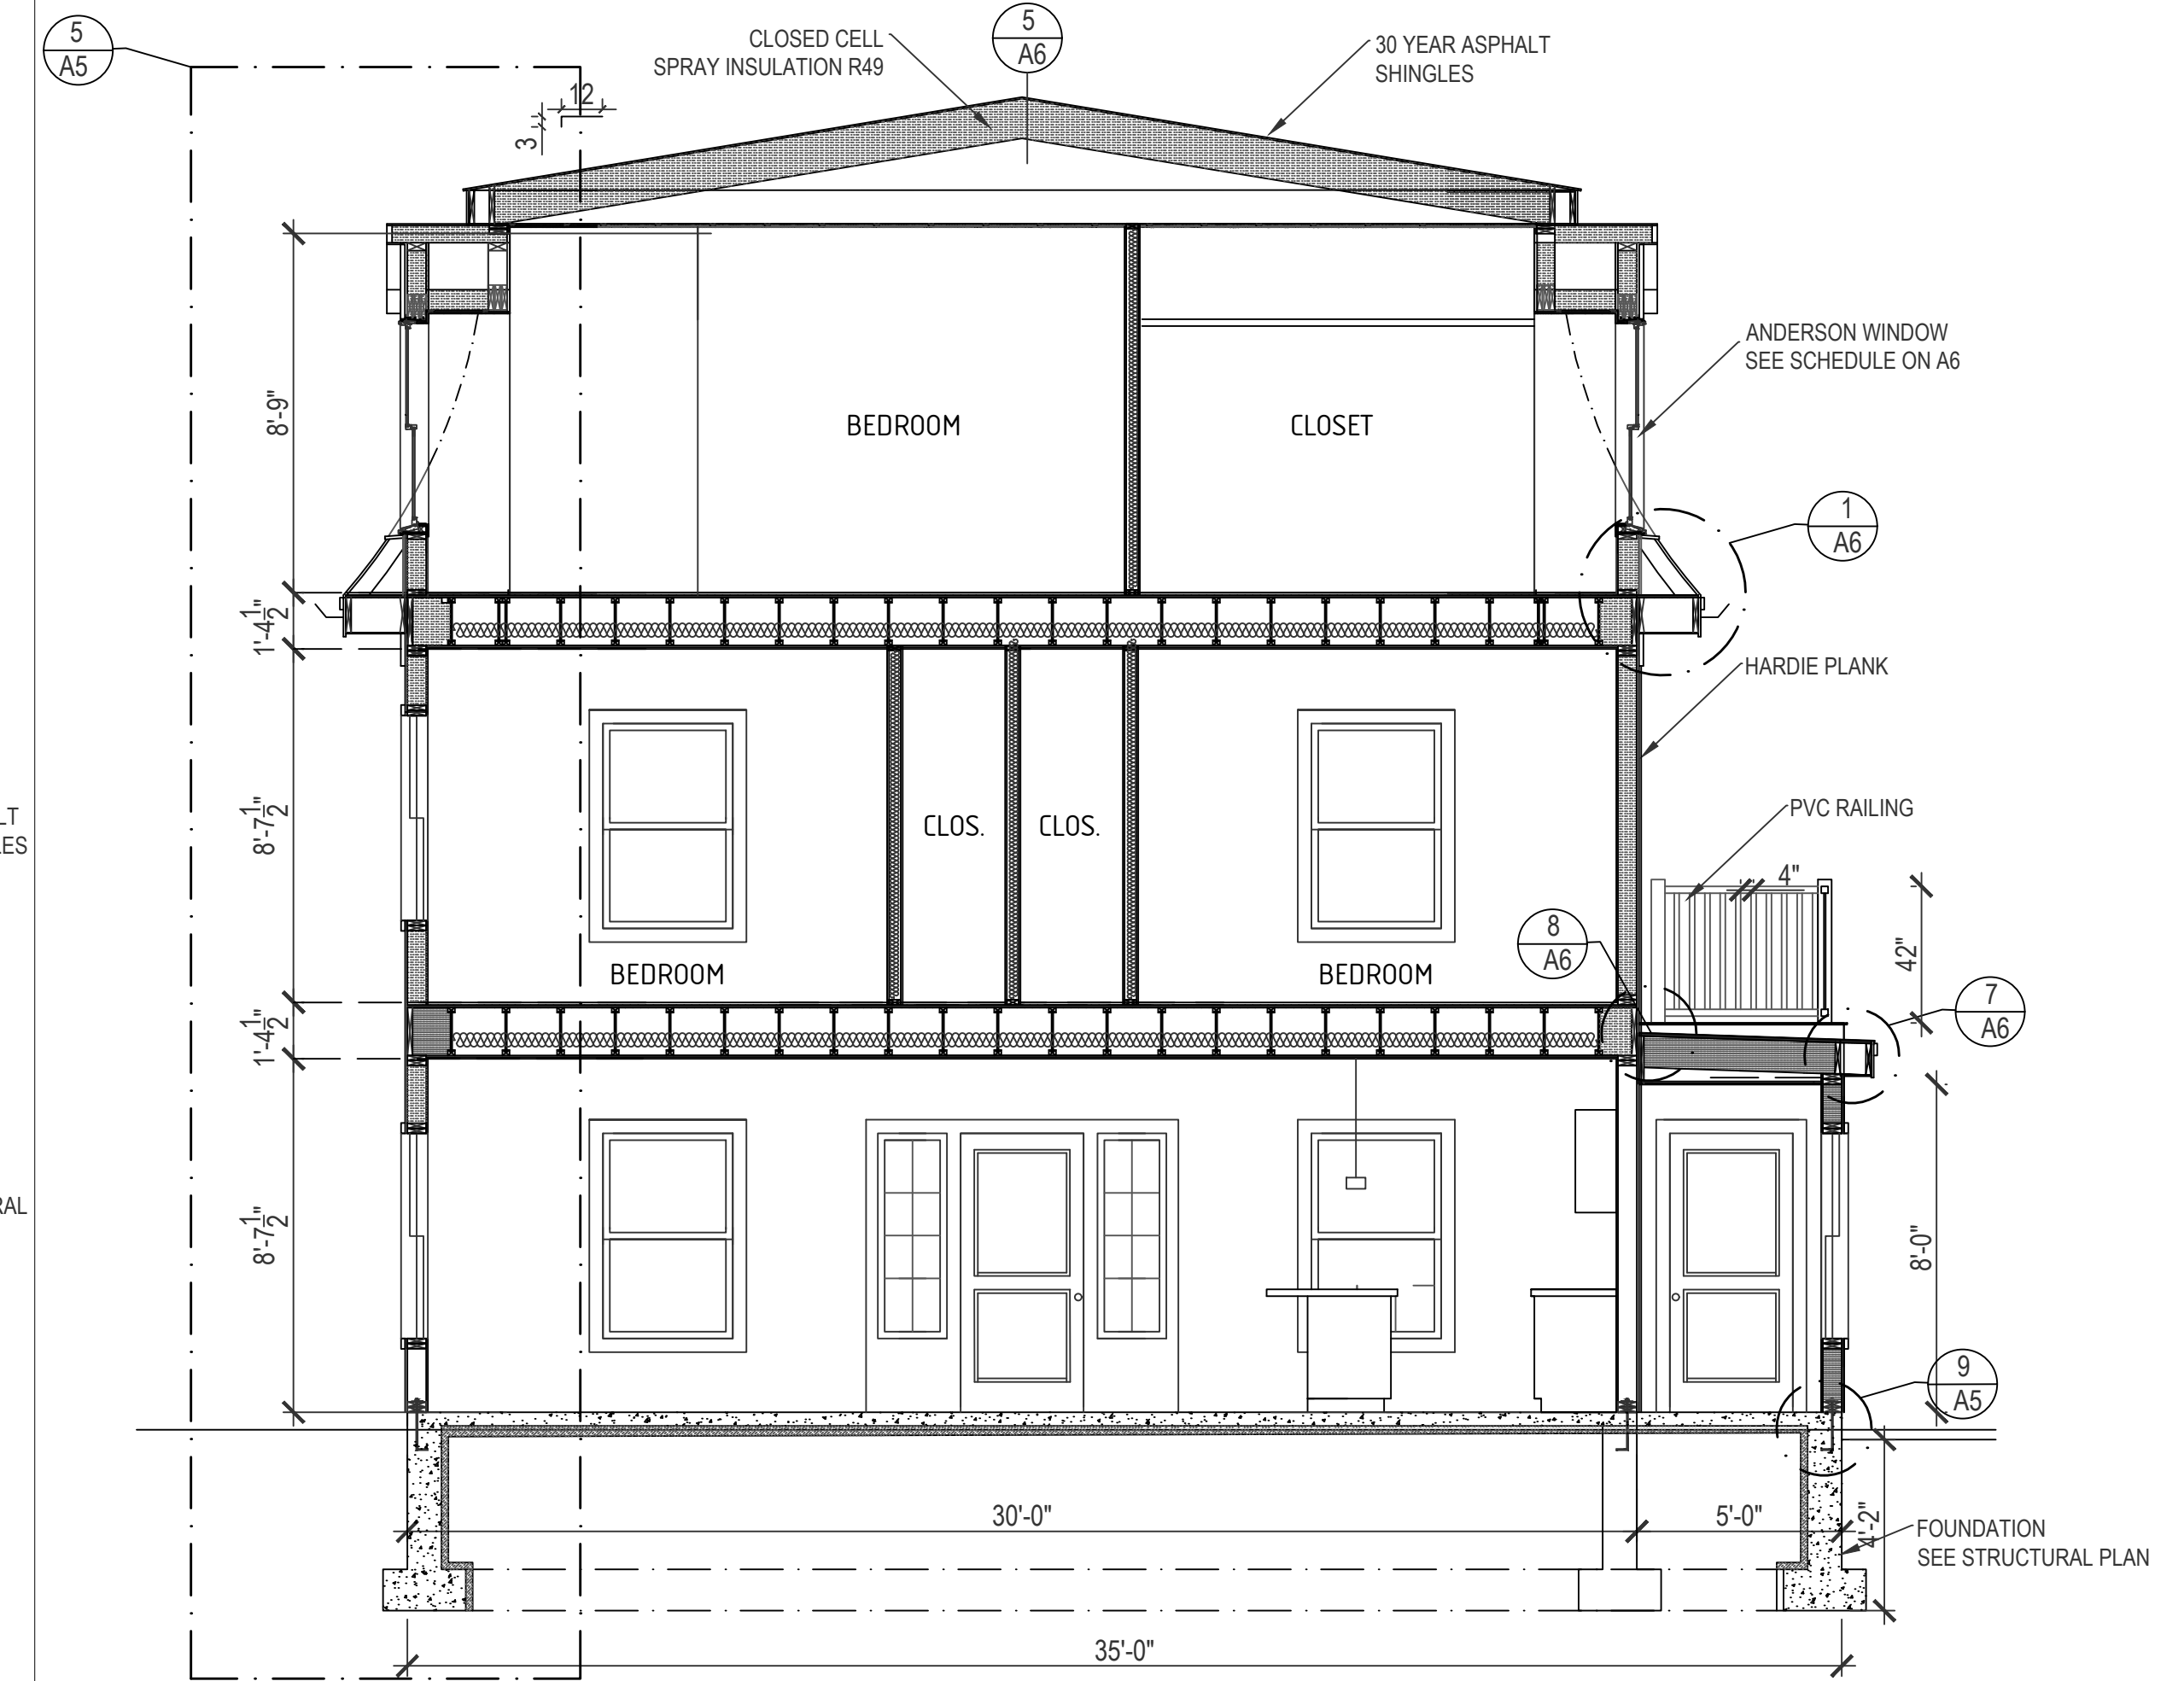 5
A5
CLOSED CELL
SPRAY INSULATION R49
5
A6
30 YEAR ASPHALT
SHINGLES
12
3
8'-9"
BEDROOM
CLOSET
ANDERSON WINDOW
SEE SCHEDULE ON A6
1
A6
1'-4 1/2"
HARDIE PLANK
8'-7 1/2"
CLOS.
CLOS.
PVC RAILING
4"
LT
LES
8
A6
42"
BEDROOM
BEDROOM
7
A6
1'-4 1/2"
RAL
8'-7 1/2"
8'-0"
9
A5
30'-0"
5'-0"
4'-2"
FOUNDATION
SEE STRUCTURAL PLAN
35'-0"